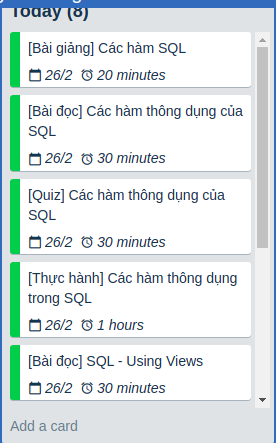 Today (8)
[Bài giảng] Các hàm SQL
26/2 20 minutes
[Bài đọc] Các hàm thông dụng của
SQL
26/2 30 minutes
[Quiz] Các hàm thông dụng của
SQL
26/2 30 minutes
[Thực hành] Các hàm thông dụng
trong SQL
26/2 1 hours
[Bài đọc] SQL - Using Views
26/2 30 minutes
Add a card